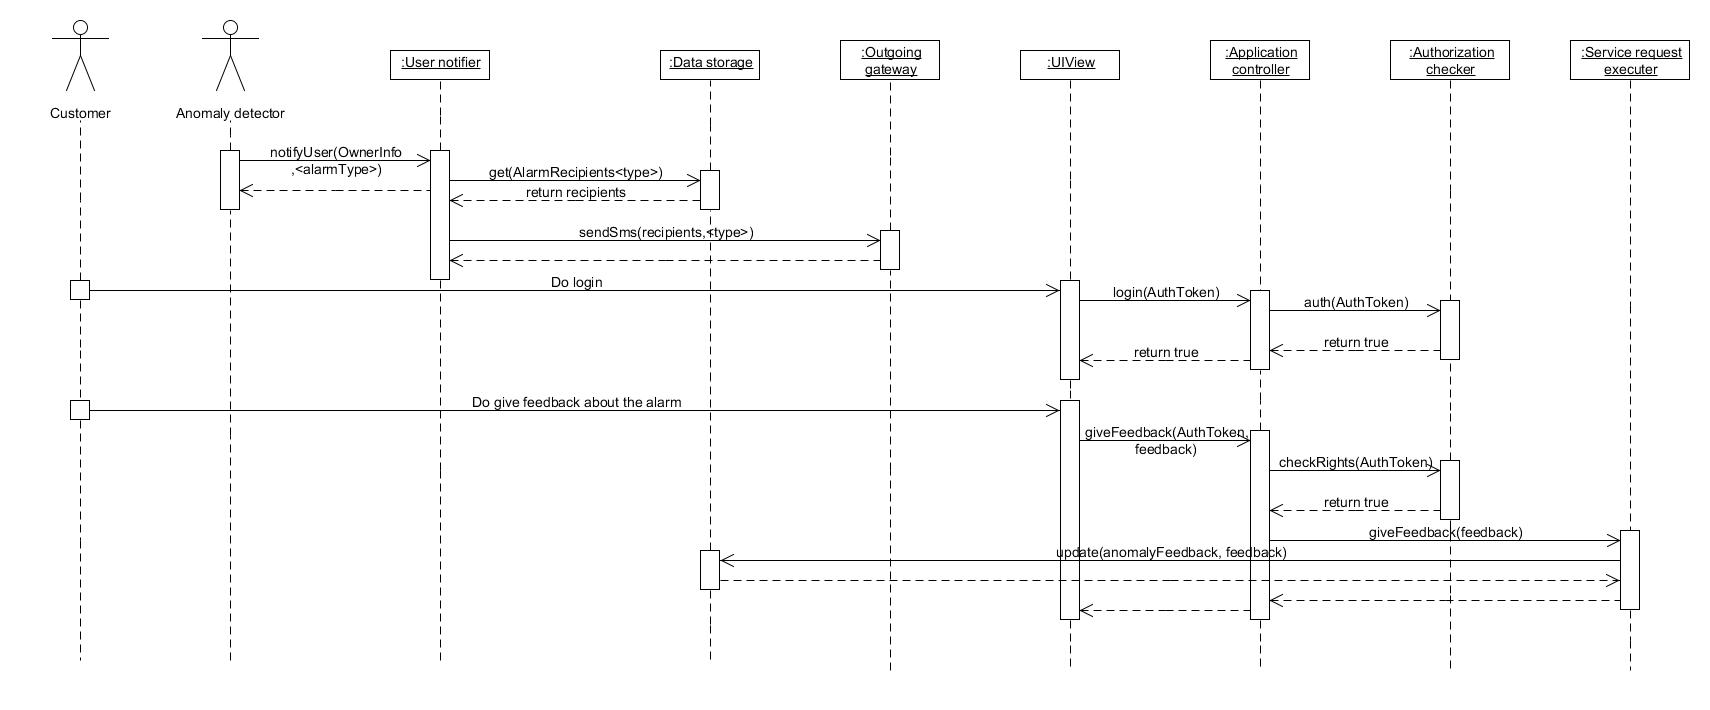 Customer
Anomaly detector
:User notifier
:Data storage
:Outgoing
gateway
:UIView
:Application
controller
:Authorization
checker
:Service request
executer
notifyUser(OwnerInfo
,<alarmType>)
get(AlarmRecipients<type>)
return recipients
sendSms(recipients,<type>)
Do login
login(AuthToken)
auth(AuthToken)
return true
return true
Do give feedback about the alarm
giveFeedback(AuthToken,
feedback)
checkRights(AuthToken)
return true
giveFeedback(feedback)
update(anomalyFeedback, feedback)